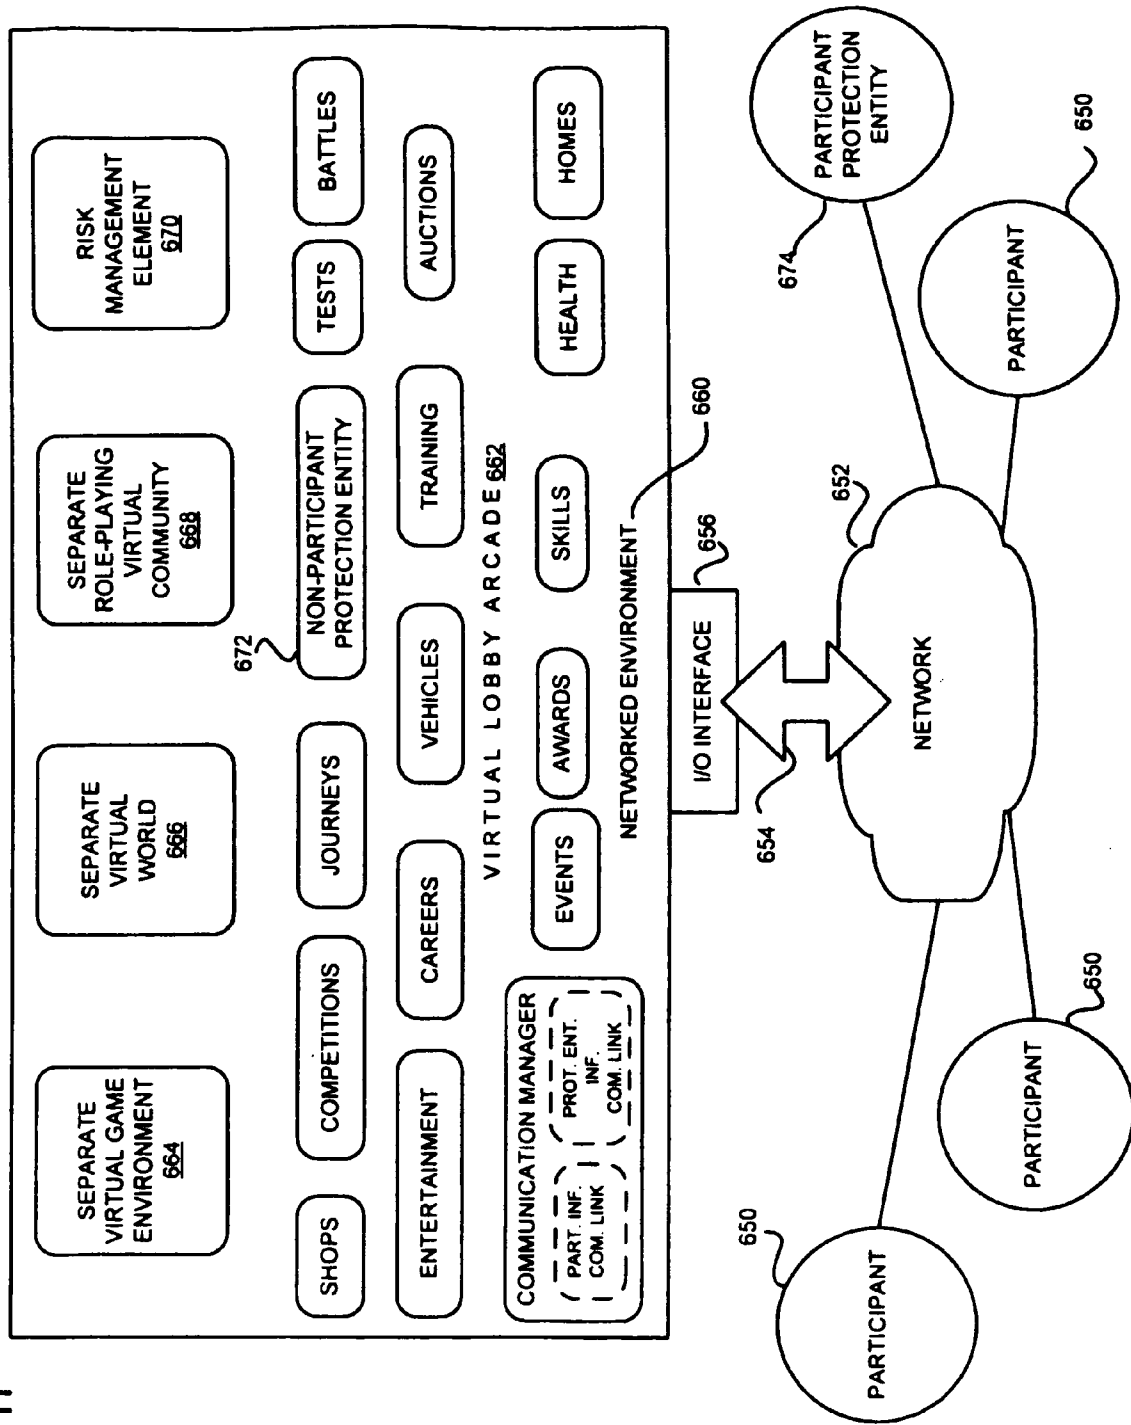 SEPARATE
VIRTUAL GAME
ENVIRONMENT
664
SEPARATE
VIRTUAL
WORLD
666
SEPARATE
ROLE-PLAYING
VIRTUAL
COMMUNITY
668
RISK
MANAGEMENT
ELEMENT
670
672
SHOPS
COMPETITIONS
JOURNEYS
NON-PARTICIPANT
PROTECTION ENTITY
TESTS
BATTLES
ENTERTAINMENT
CAREERS
VEHICLES
TRAINING
AUCTIONS
VIRTUAL LOBBY ARCADE 662
COMMUNICATION MANAGER
PART. INF.
COM. LINK
PROT. ENT.
INF.
COM. LINK
EVENTS
AWARDS
SKILLS
HEALTH
HOMES
NETWORKED ENVIRONMENT
660
I/O INTERFACE
656
654
652
NETWORK
650
PARTICIPANT
650
PARTICIPANT
674
PARTICIPANT
PROTECTION
ENTITY
650
PARTICIPANT